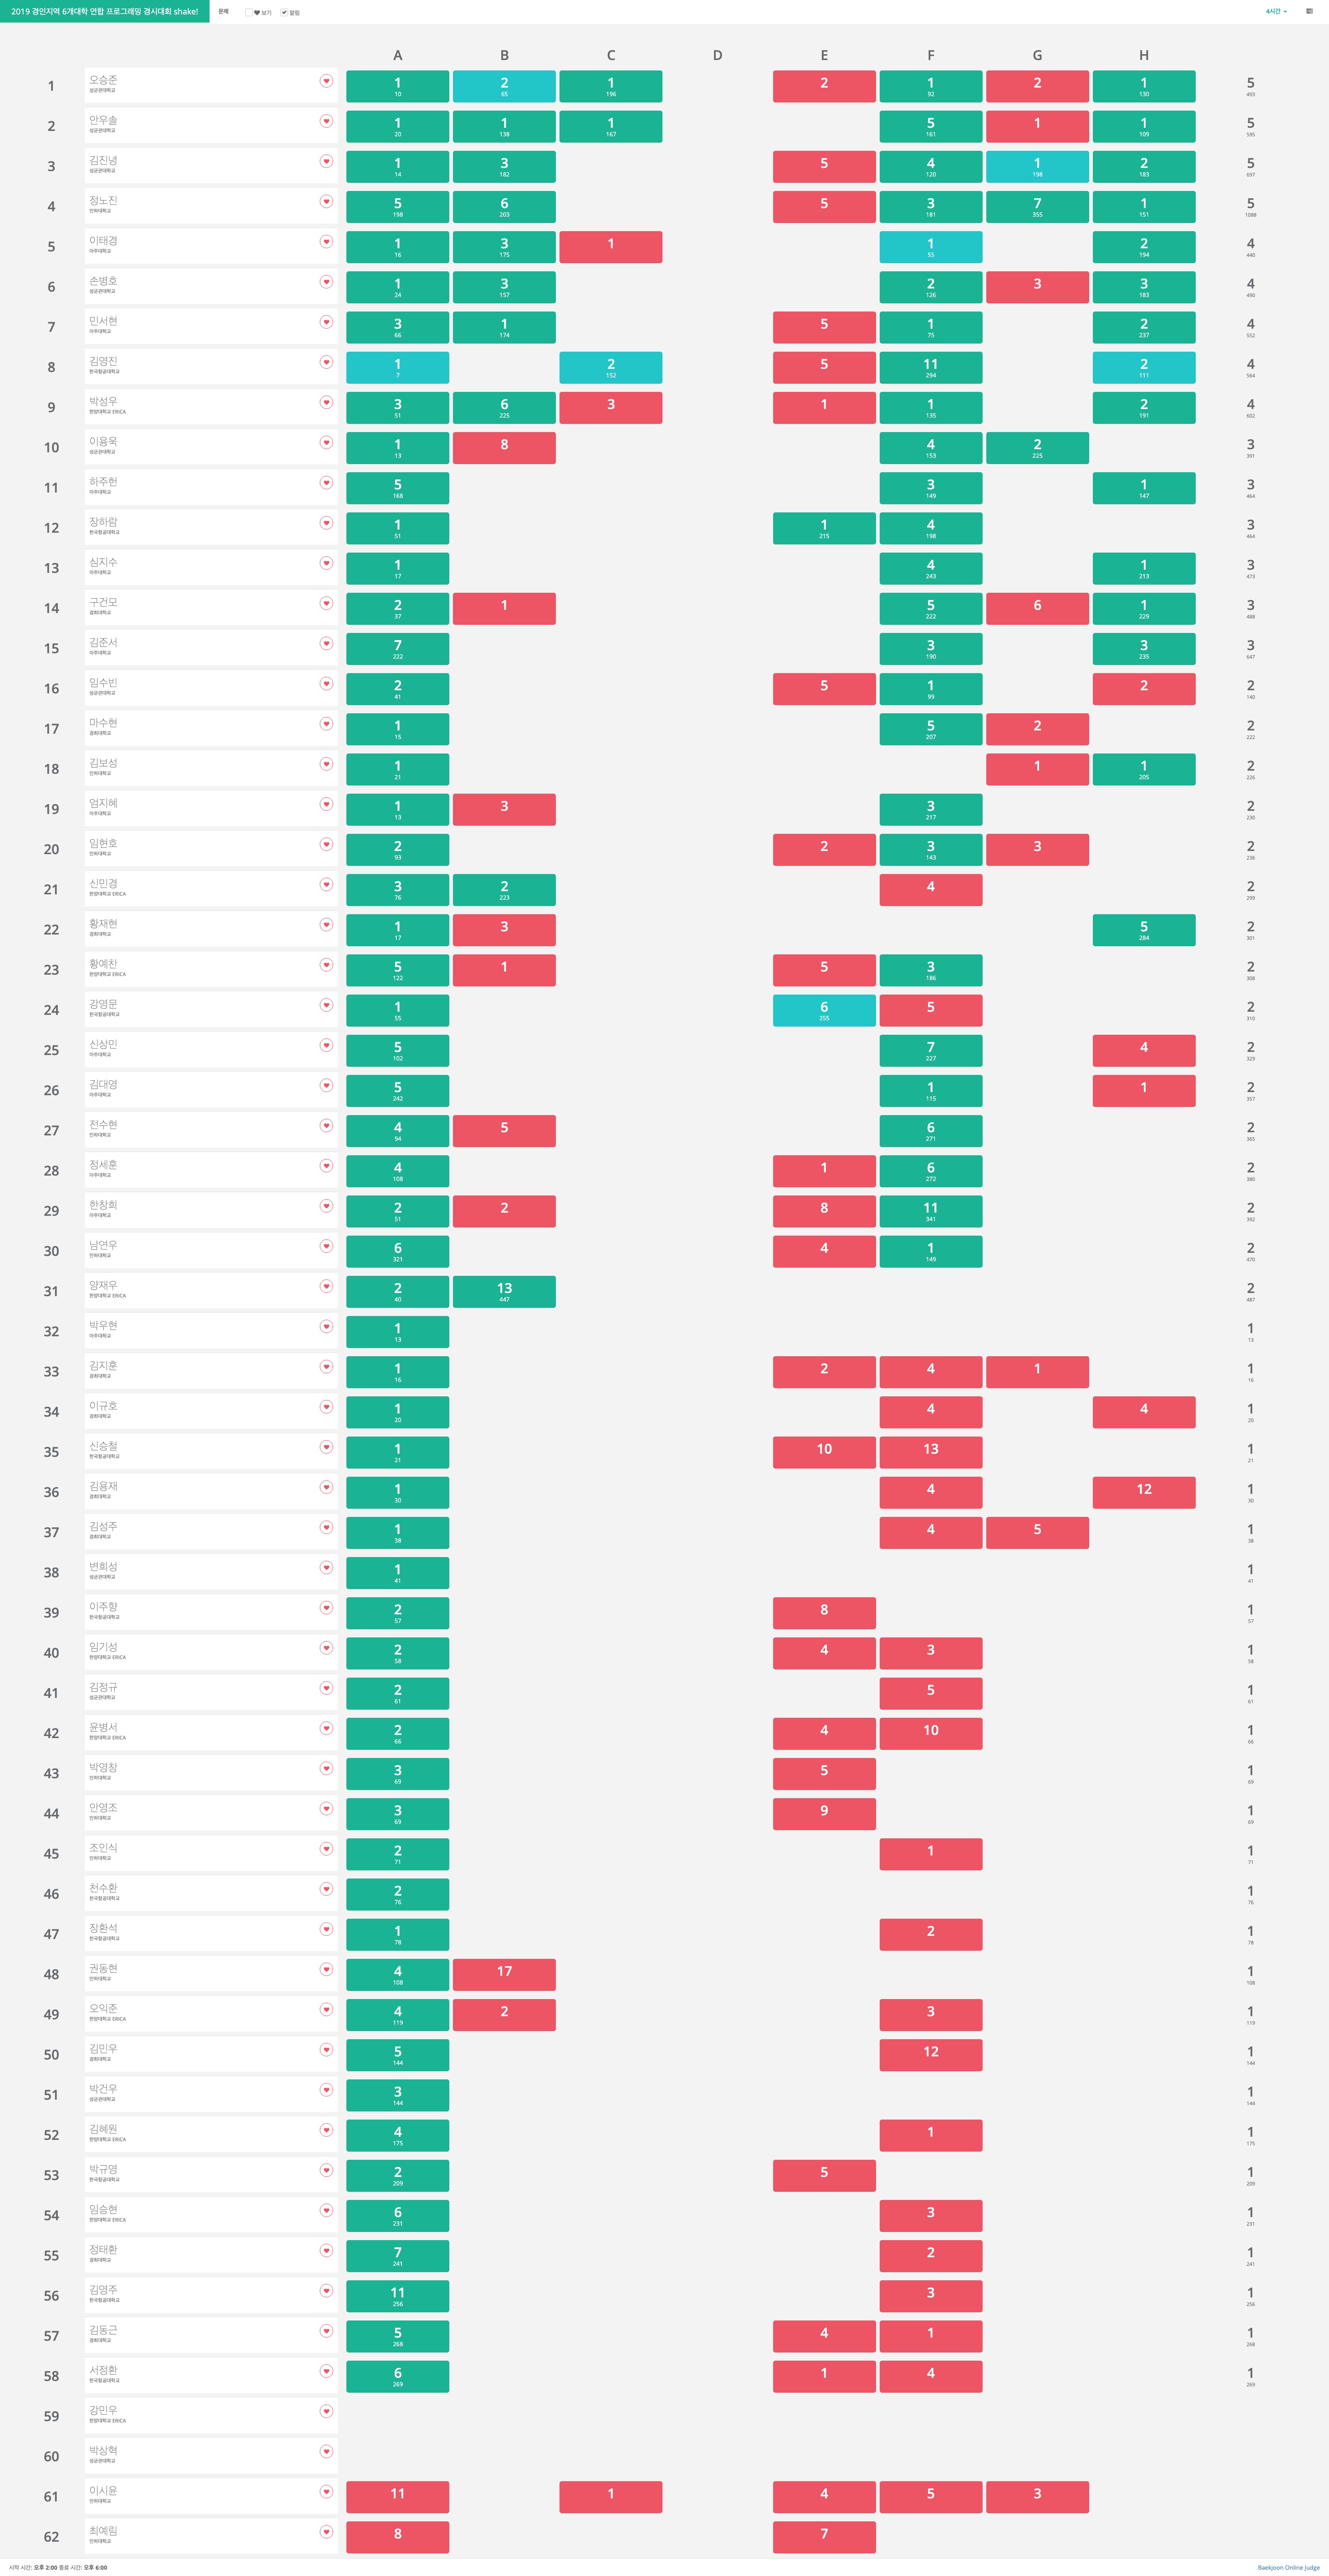 2019 경인지역 6개대학 연합 프로그래밍 경시대회 shake! 문제 보기 알림 4시간
A B C D E F G H
1 오승준 1 2 1 2 1 2 1 5
성균관대학교 10 65 196 92 130 493
2 안우솔 1 1 1 5 1 1 5
성균관대학교 20 138 167 161 109 595
3 김진녕 1 3 5 4 1 2 5
성균관대학교 14 182 120 198 183 697
4 정노진 5 6 5 3 7 1 5
인하대학교 198 203 181 355 151 1088
5 이태경 1 3 1 1 2 4
아주대학교 16 175 55 194 440
6 손병호 1 3 2 3 3 4
성균관대학교 24 157 126 183 490
7 민서현 3 1 5 1 2 4
아주대학교 66 174 75 237 552
8 김영진 1 2 5 11 2 4
한국항공대학교 7 152 294 111 564
9 박성우 3 6 3 1 1 2 4
한양대학교 ERICA 51 225 135 191 602
10 이용욱 1 8 4 2 3
성균관대학교 13 153 225 391
11 하주헌 5 3 1 3
아주대학교 168 149 147 464
12 장하람 1 1 4 3
한국항공대학교 51 215 198 464
13 심지수 1 4 1 3
아주대학교 17 243 213 473
14 구건모 2 1 5 6 1 3
경희대학교 37 222 229 488
15 김준서 7 3 3 3
아주대학교 222 190 235 647
16 임수빈 2 5 1 2 2
성균관대학교 41 99 140
17 마수현 1 5 2 2
경희대학교 15 207 222
18 김보성 1 1 1 2
인하대학교 21 205 226
19 엄지혜 1 3 3 2
아주대학교 13 217 230
20 임현호 2 2 3 3 2
인하대학교 93 143 236
21 신민경 3 2 4 2
한양대학교 ERICA 76 223 299
22 황재현 1 3 5 2
경희대학교 17 284 301
23 황예찬 5 1 5 3 2
한양대학교 ERICA 122 186 308
24 강명문 1 6 5 2
한국항공대학교 55 255 310
25 신상민 5 7 4 2
아주대학교 102 227 329
26 김대영 5 1 1 2
아주대학교 242 115 357
27 전수현 4 5 6 2
인하대학교 94 271 365
28 정세훈 4 1 6 2
아주대학교 108 272 380
29 한창희 2 2 8 11 2
아주대학교 51 341 392
30 남연우 6 4 1 2
인하대학교 321 149 470
31 양재우 2 13 2
한양대학교 ERICA 40 447 487
32 박우현 1 1
아주대학교 13 13
33 김지훈 1 2 4 1 1
경희대학교 16 16
34 이규호 1 4 4 1
경희대학교 20 20
35 신승철 1 10 13 1
한국항공대학교 21 21
36 김용재 1 4 12 1
경희대학교 30 30
37 김성주 1 4 5 1
경희대학교 38 38
38 변희성 1 1
성균관대학교 41 41
39 이주향 2 8 1
한국항공대학교 57 57
40 임기성 2 4 3 1
한양대학교 ERICA 58 58
41 김정규 2 5 1
성균관대학교 61 61
42 윤병서 2 4 10 1
한양대학교 ERICA 66 66
43 박영창 3 5 1
인하대학교 69 69
44 안영조 3 9 1
인하대학교 69 69
45 조인식 2 1 1
인하대학교 71 71
46 천수환 2 1
한국항공대학교 76 76
47 장환석 1 2 1
한국항공대학교 78 78
48 권동현 4 17 1
인하대학교 108 108
49 오익준 4 2 3 1
한양대학교 ERICA 119 119
50 김민우 5 12 1
경희대학교 144 144
51 박건우 3 1
성균관대학교 144 144
52 김혜원 4 1 1
한양대학교 ERICA 175 175
53 박규영 2 5 1
한국항공대학교 209 209
54 임승현 6 3 1
한양대학교 ERICA 231 231
55 정태환 7 2 1
경희대학교 241 241
56 김영주 11 3 1
한국항공대학교 256 256
57 김동근 5 4 1 1
경희대학교 268 268
58 서정환 6 1 4 1
한국항공대학교 269 269
59 강민우
한양대학교 ERICA
60 박상혁
성균관대학교
61 이시윤 11 1 4 5 3
인하대학교
62 최예림 8 7
인하대학교
시작 시간: 오후 2:00 종료 시간: 오후 6:00 Baekjoon Online Judge